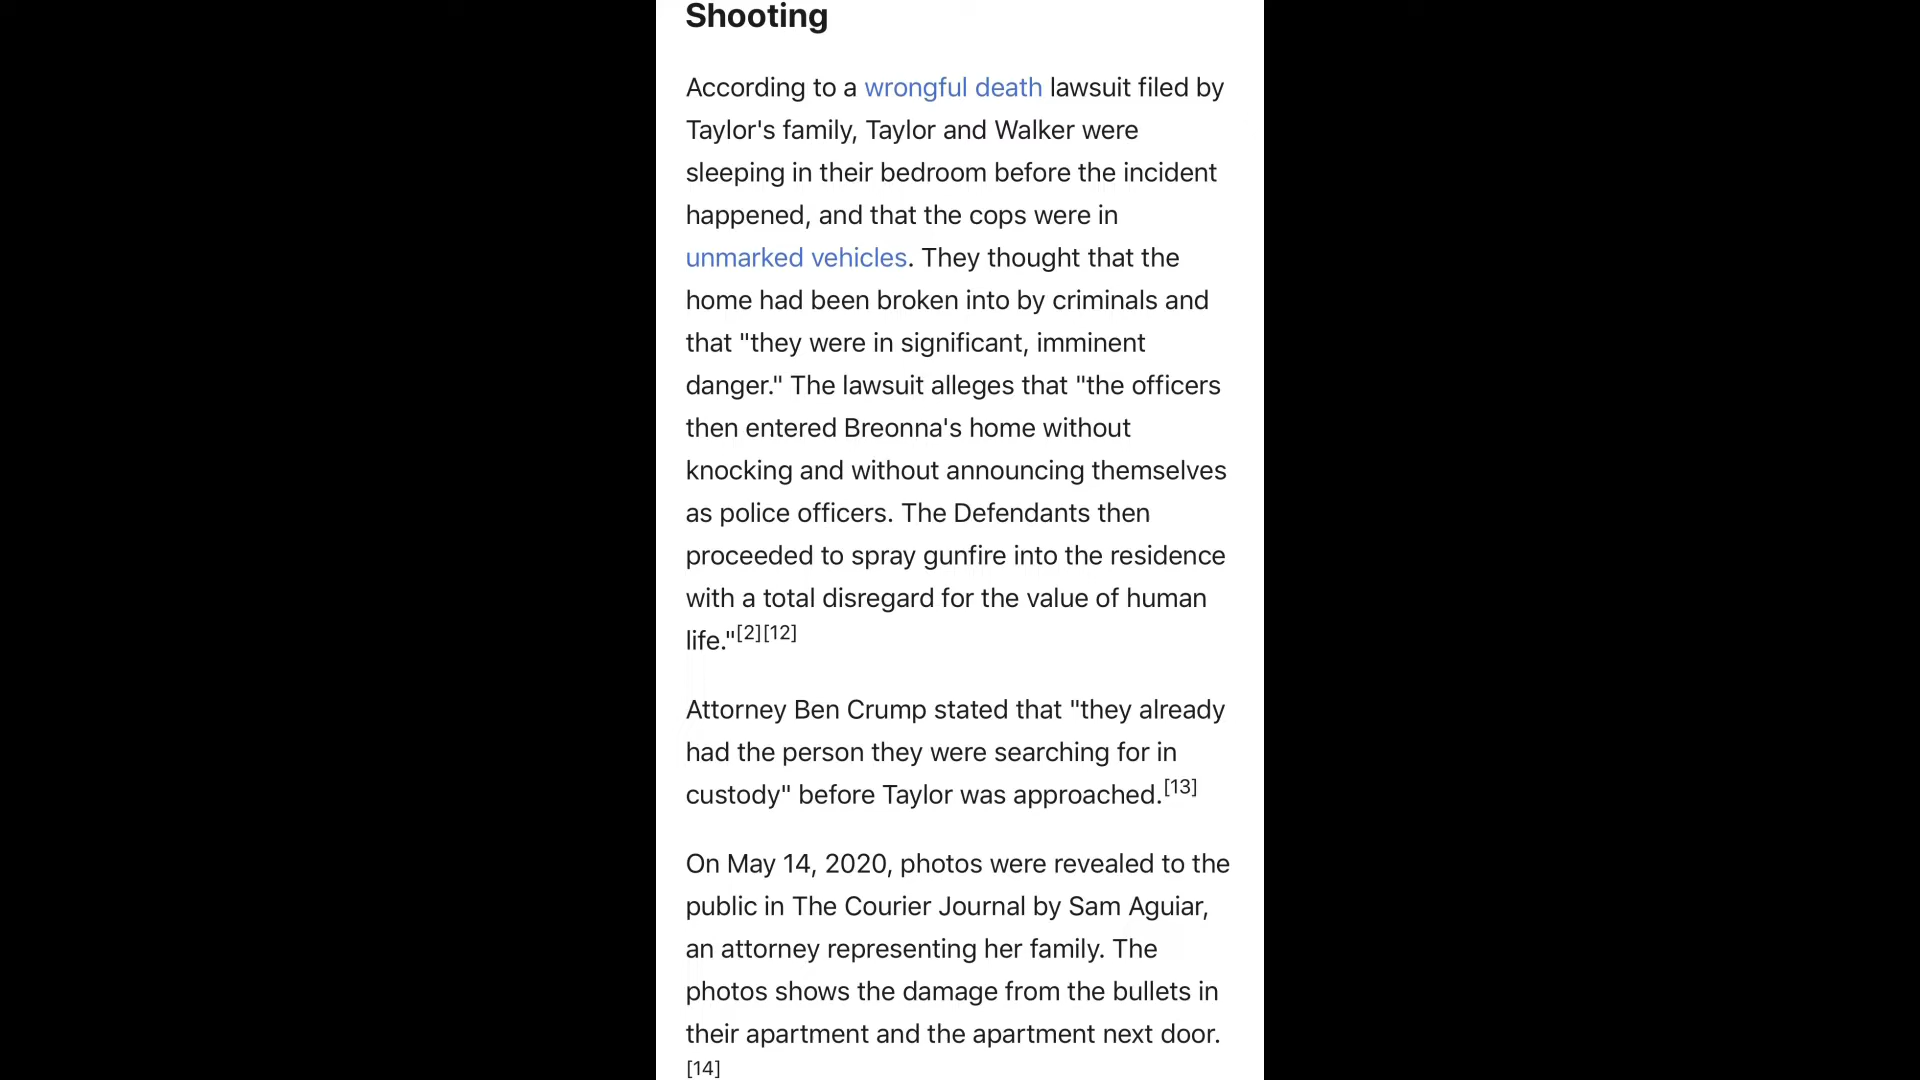 Shooting
According to a wrongful death lawsuit filed by
Taylor's family, Taylor and Walker were
sleeping in their bedroom before the incident
happened, and that the cops were in
unmarked vehicles. They thought that the
home had been broken into by criminals and
that "they were in significant, imminent
danger." The lawsuit alleges that "the officers
then entered Breonna's home without
knocking and without announcing themselves
as police officers. The Defendants then
proceeded to spray gunfire into the residence
with a total disregard for the value of human
life."[2][12]
Attorney Ben Crump stated that "they already
had the person they were searching for in
custody" before Taylor was approached.[13]
On May 14, 2020, photos were revealed to the
public in The Courier Journal by Sam Aguiar,
an attorney representing her family. The
photos shows the damage from the bullets in
their apartment and the apartment next door.
[14]